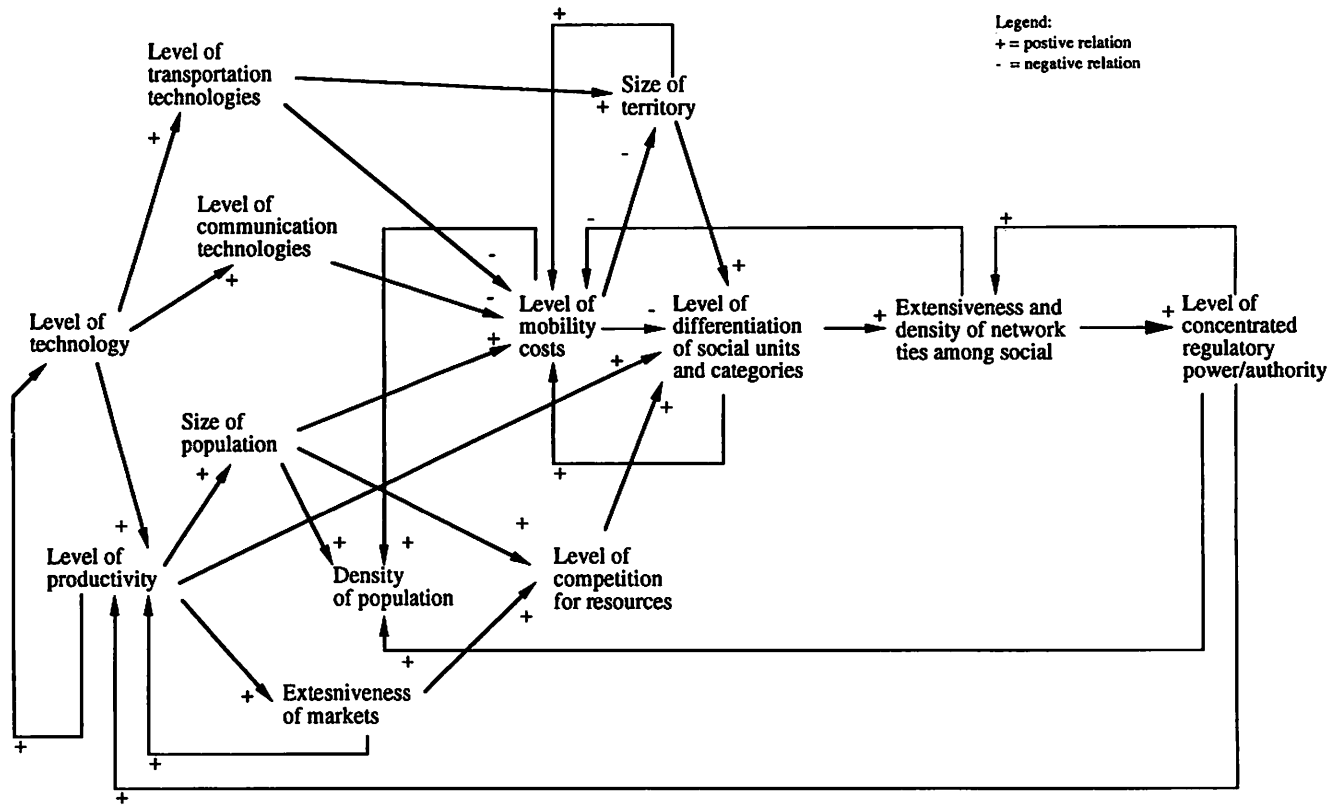 Legend:
+ = postive relation
- = negative relation
+
Level of
transportation
technologies
+
Size of
territory
+
-
+
Level of
communication
technologies
+
-
-
+
-
+
+
Level of
technology
Level of
mobility
costs
-
Level of
differentiation
of social units
and categories
+
Extensiveness and
density of network
ties among social
+
Level of
concentrated
regulatory
power/authority
+
+
+
Size of
population
+
+
+
Level of
productivity
+
+
Density
of population
+
Level of
competition
for resources
+
+
+
Extesniveness
of markets
+
+
+